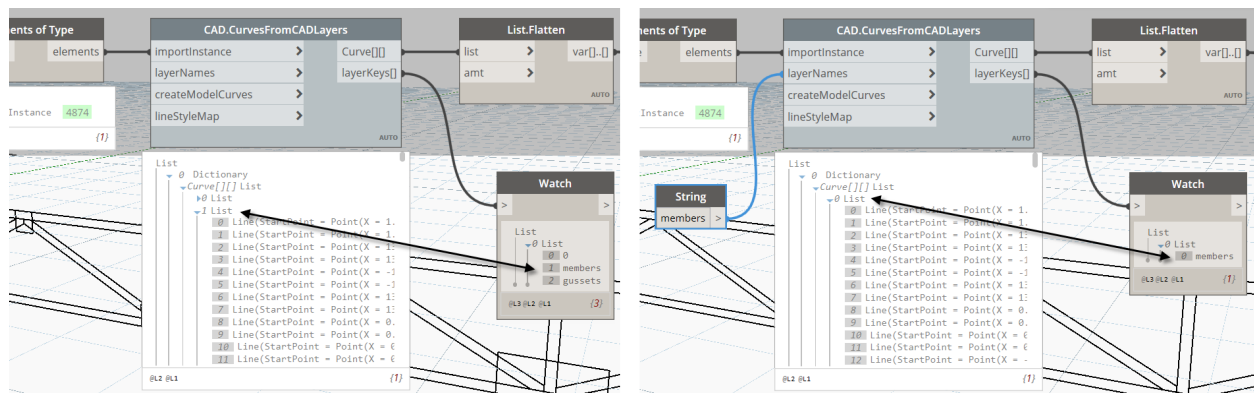 ents of Type
elements
CAD.CurvesFromCADLayers
importInstance > Curve[][]
layerNames > layerKeys[]
createModelCurves >
lineStyleMap >
AUTO
List.Flatten
list > var[]..[]
amt >
AUTO
Instance 4874
{1}
List
0 Dictionary
Curve[][] List
0 List
1 List
0 Line(StartPoint = Point(X = 1.
1 Line(StartPoint = Point(X = 1.
2 Line(StartPoint = Point(X = 13
3 Line(StartPoint = Point(X = 13
4 Line(StartPoint = Point(X = -1
5 Line(StartPoint = Point(X = -1
6 Line(StartPoint = Point(X = 13
7 Line(StartPoint = Point(X = 13
8 Line(StartPoint = Point(X = 0.
9 Line(StartPoint = Point(X = 0.
10 Line(StartPoint = Point(X = 6
11 Line(StartPoint = Point(X = 6
@L2 @L1 {1}
Watch
> >
List
0 List
0 0
1 members
2 gussets
@L3 @L2 @L1 {3}
ents of Type
elements
CAD.CurvesFromCADLayers
importInstance > Curve[][]
layerNames > layerKeys[]
createModelCurves >
lineStyleMap >
AUTO
List.Flatten
list > var[]..[]
amt >
AUTO
Instance 4874
{1}
String
members >
List
0 Dictionary
Curve[][] List
0 List
0 Line(StartPoint = Point(X = 1.
1 Line(StartPoint = Point(X = 1.
2 Line(StartPoint = Point(X = 13
3 Line(StartPoint = Point(X = 13
4 Line(StartPoint = Point(X = -1
5 Line(StartPoint = Point(X = -1
6 Line(StartPoint = Point(X = 13
7 Line(StartPoint = Point(X = 13
8 Line(StartPoint = Point(X = 0.
9 Line(StartPoint = Point(X = 0.
10 Line(StartPoint = Point(X = 6
11 Line(StartPoint = Point(X = 6
12 Line(StartPoint = Point(X = -
@L2 @L1 {1}
Watch
> >
List
0 List
0 members
@L3 @L2 @L1 {1}